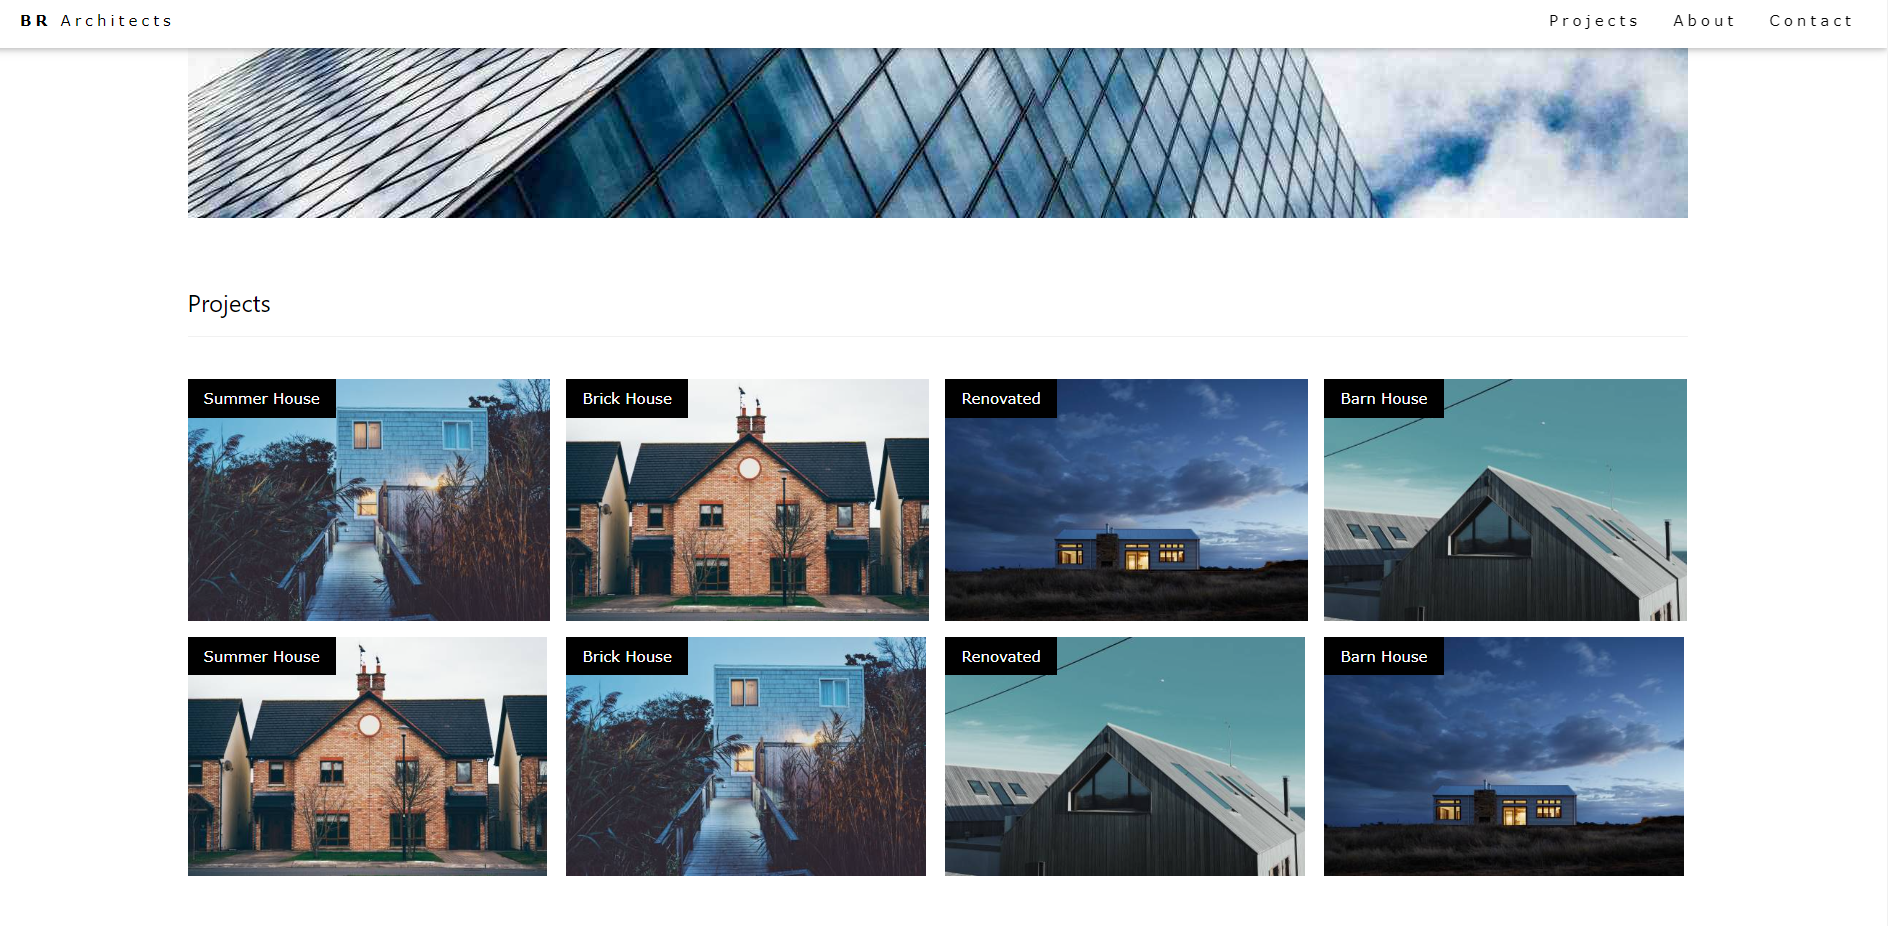 BR Architects
Projects About Contact
Projects
Summer House
Brick House
Renovated
Barn House
Summer House
Brick House
Renovated
Barn House